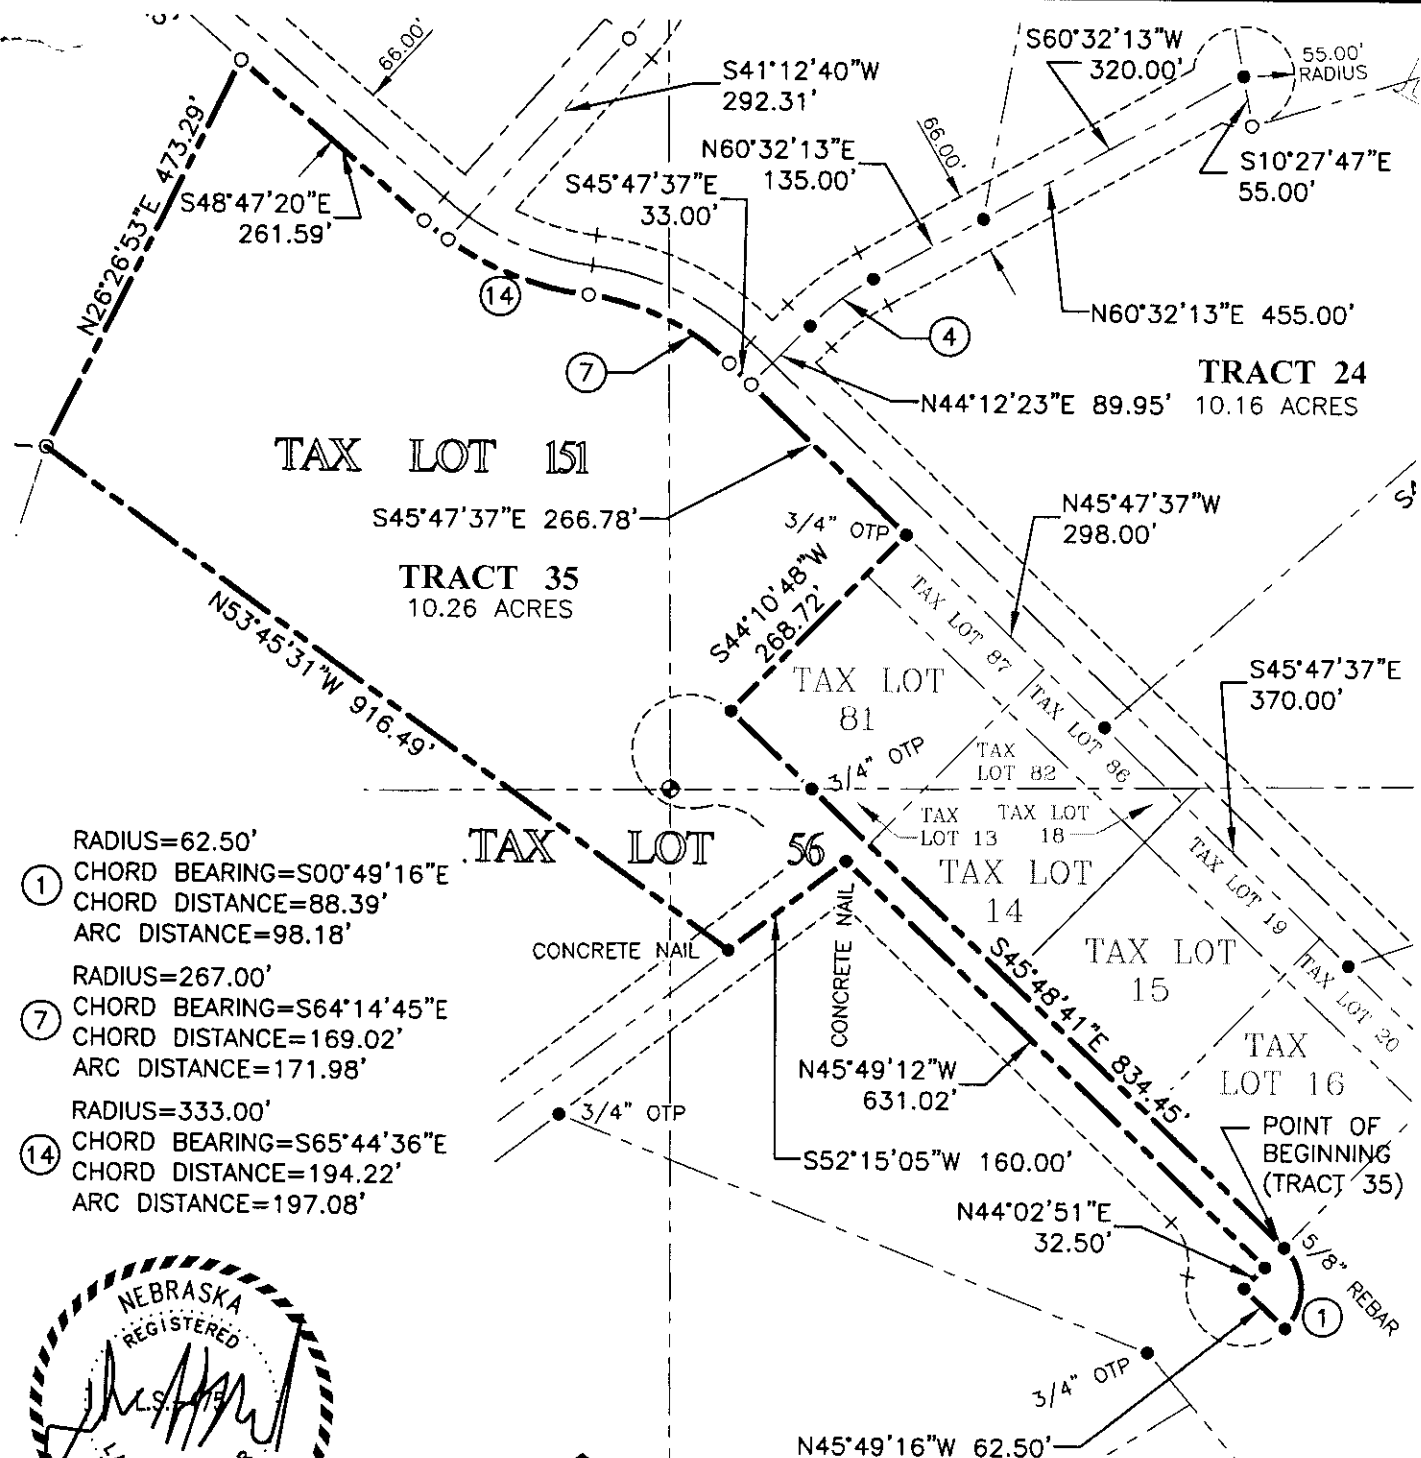 66.00'
S41°12'40"W
292.31'
S60°32'13"W
320.00'
55.00'
RADIUS
N26°26'53"E 473.29'
S48°47'20"E
261.59'
N60°32'13"E
135.00'
66.00'
S45°47'37"E
33.00'
S10°27'47"E
55.00'
14
7
4
N60°32'13"E 455.00'
TRACT 24
10.16 ACRES
N44°12'23"E 89.95'
TAX LOT 151
S45°47'37"E 266.78'
3/4" OTP
N45°47'37"W
298.00'
TRACT 35
10.26 ACRES
S44°10'48"W
268.72'
N53°45'31"W 916.49'
TAX LOT 87
TAX LOT
81
TAX LOT 86
S45°47'37"E
370.00'
3/4" OTP
TAX
LOT 82
TAX
LOT 13
TAX LOT
18
TAX LOT 56
TAX LOT
14
TAX LOT 19
TAX LOT
15
TAX LOT 20
TAX
LOT 16
CONCRETE NAIL
CONCRETE NAIL
S45°48'41"E 834.45'
N45°49'12"W
631.02'
3/4" OTP
S52°15'05"W 160.00'
POINT OF
BEGINNING
(TRACT 35)
N44°02'51"E
32.50'
5/8" REBAR
1
3/4" OTP
N45°49'16"W 62.50'
1
RADIUS=62.50'
CHORD BEARING=S00°49'16"E
CHORD DISTANCE=88.39'
ARC DISTANCE=98.18'
7
RADIUS=267.00'
CHORD BEARING=S64°14'45"E
CHORD DISTANCE=169.02'
ARC DISTANCE=171.98'
14
RADIUS=333.00'
CHORD BEARING=S65°44'36"E
CHORD DISTANCE=194.22'
ARC DISTANCE=197.08'
NEBRASKA
REGISTERED